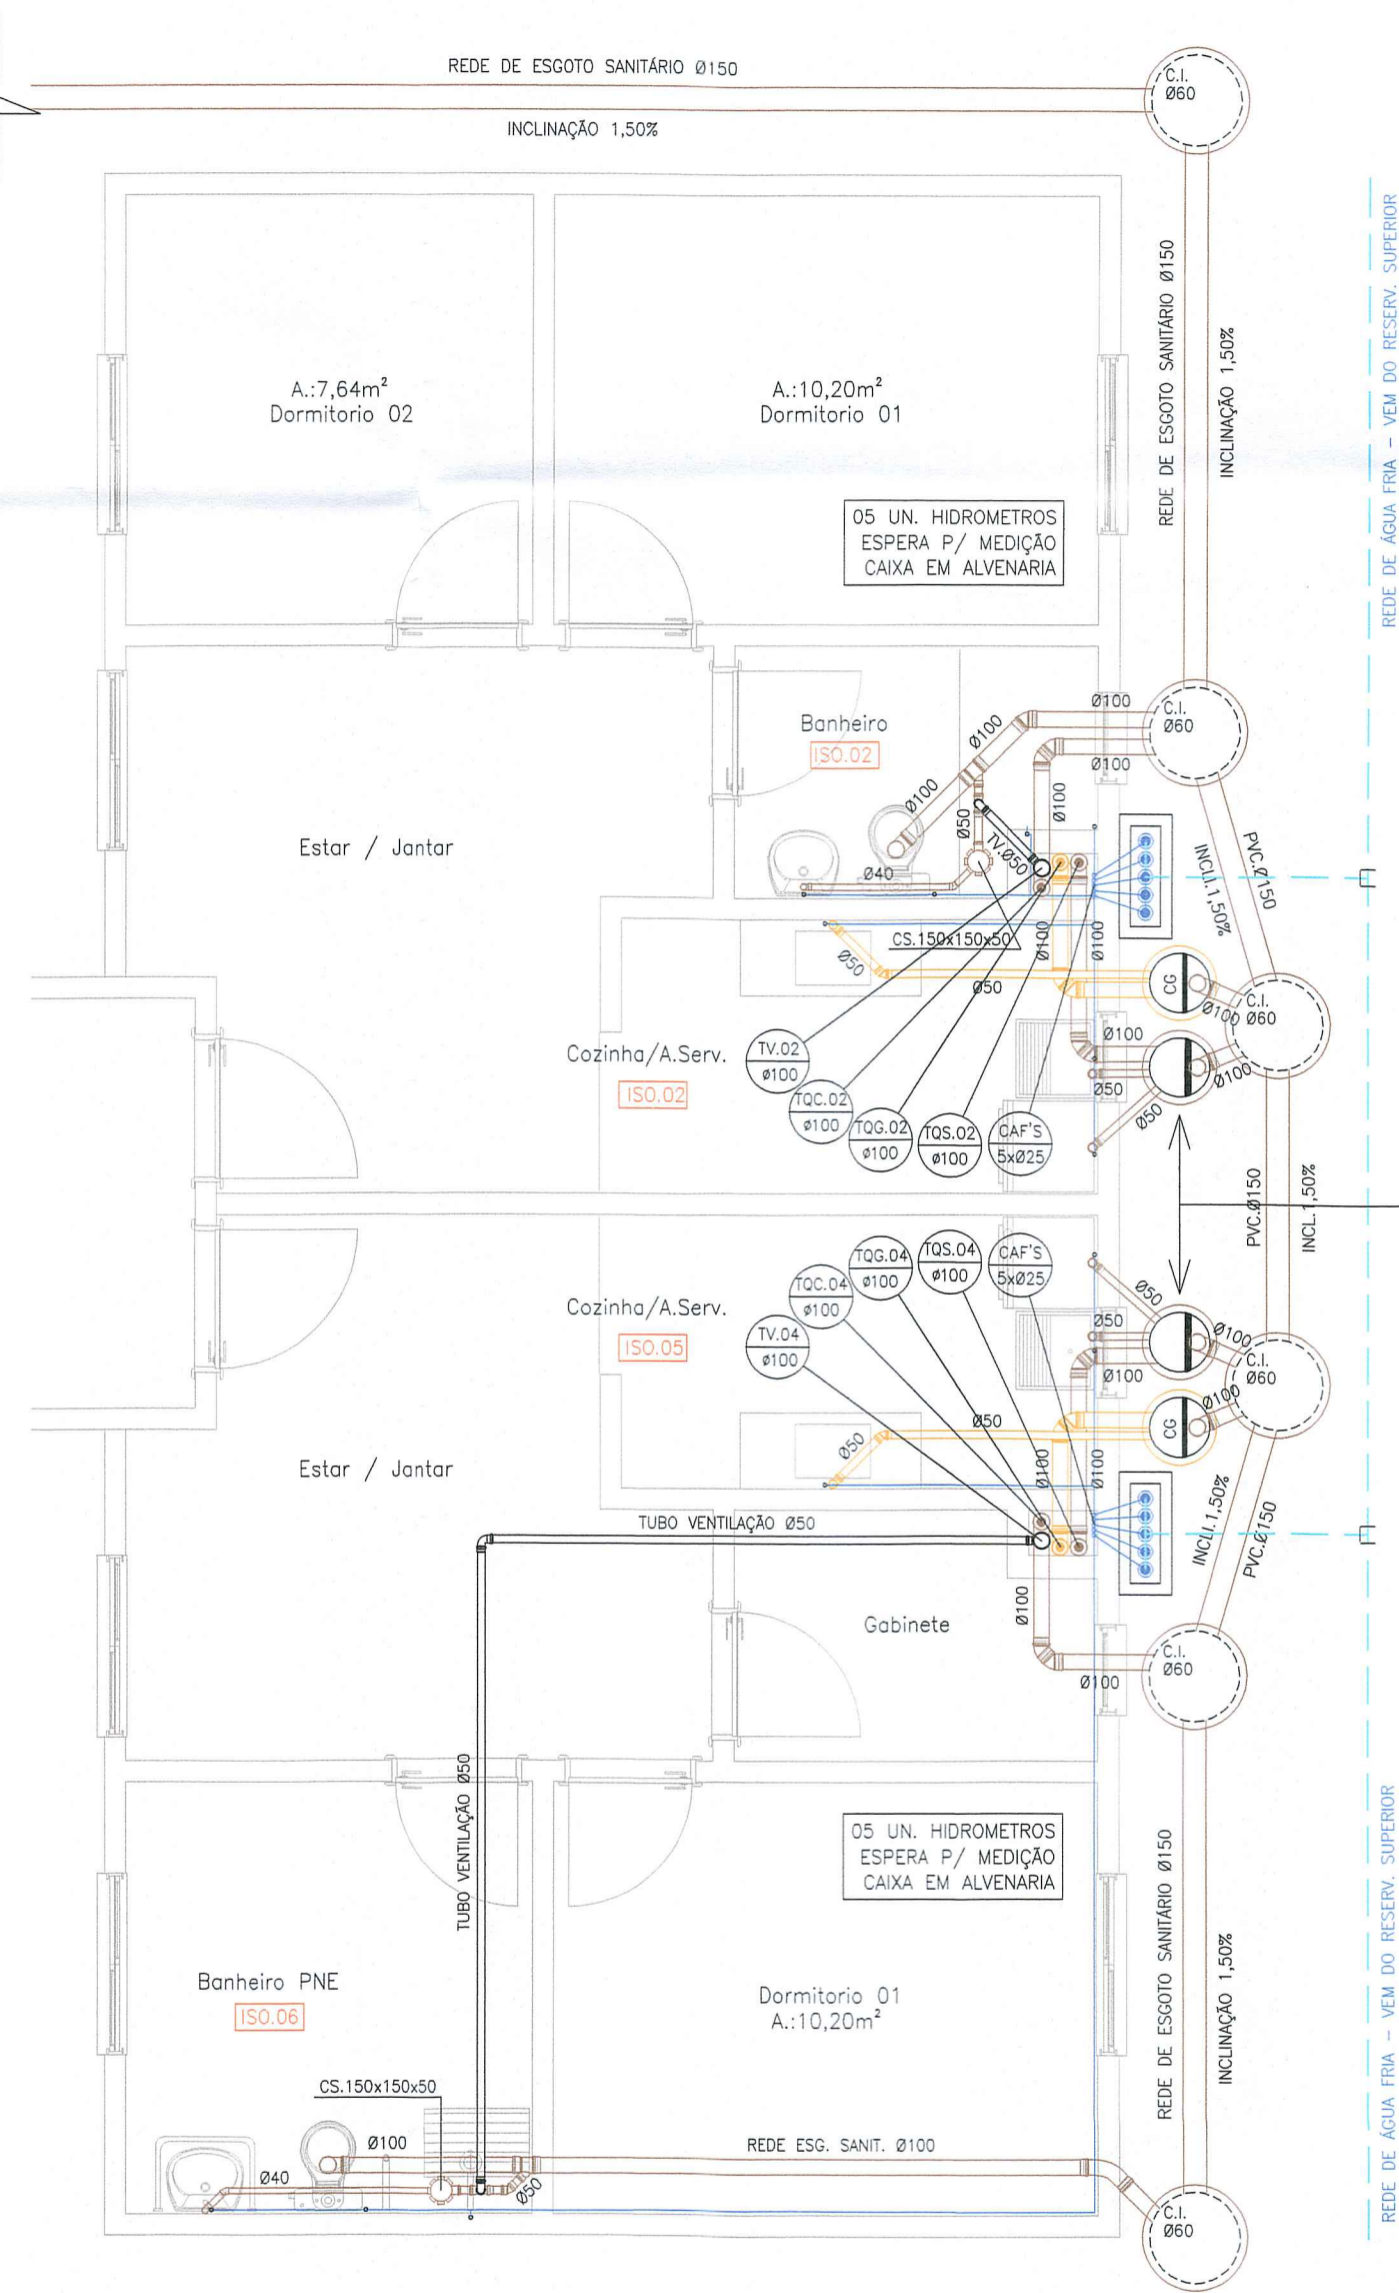 REDE DE ESGOTO SANITÁRIO Ø150
INCLINAÇÃO 1,50%
C.I.
Ø60
REDE DE ESGOTO SANITÁRIO Ø150
INCLINAÇÃO 1,50%
REDE DE ÁGUA FRIA - VEM DO RESERV. SUPERIOR
A.:7,64m²
Dormitorio 02
A.:10,20m²
Dormitorio 01
05 UN. HIDROMETROS
ESPERA P/ MEDIÇÃO
CAIXA EM ALVENARIA
Banheiro
ISO.02
Ø100
Ø100
Ø100
Ø100
Ø100
C.I.
Ø60
Ø50
TV.Ø50
Ø40
Estar / Jantar
INCLI.1,50%
PVC.Ø150
CS.150x150x50
Ø50
Ø50
Ø100
Ø100
CG
Ø100
C.I.
Ø60
Cozinha/A.Serv.
ISO.02
TV.02
Ø100
TQC.02
Ø100
TQG.02
Ø100
TQS.02
Ø100
CAF'S
5xØ25
Ø100
Ø50
Ø50
Ø100
PVC.Ø150
INCL.1,50%
Cozinha/A.Serv.
ISO.05
TV.04
Ø100
TQC.04
Ø100
TQG.04
Ø100
TQS.04
Ø100
CAF'S
5xØ25
Ø50
Ø50
Ø100
Ø100
C.I.
Ø60
Ø100
CG
Ø50
Ø50
Ø100
Ø100
Estar / Jantar
INCLI.1,50%
PVC.Ø150
TUBO VENTILAÇÃO Ø50
Gabinete
Ø100
Ø100
C.I.
Ø60
TUBO VENTILAÇÃO Ø50
05 UN. HIDROMETROS
ESPERA P/ MEDIÇÃO
CAIXA EM ALVENARIA
REDE DE ESGOTO SANITÁRIO Ø150
INCLINAÇÃO 1,50%
REDE DE ÁGUA FRIA - VEM DO RESERV. SUPERIOR
Banheiro PNE
ISO.06
Dormitorio 01
A.:10,20m²
CS.150x150x50
Ø100
Ø40
Ø50
REDE ESG. SANIT. Ø100
C.I.
Ø60